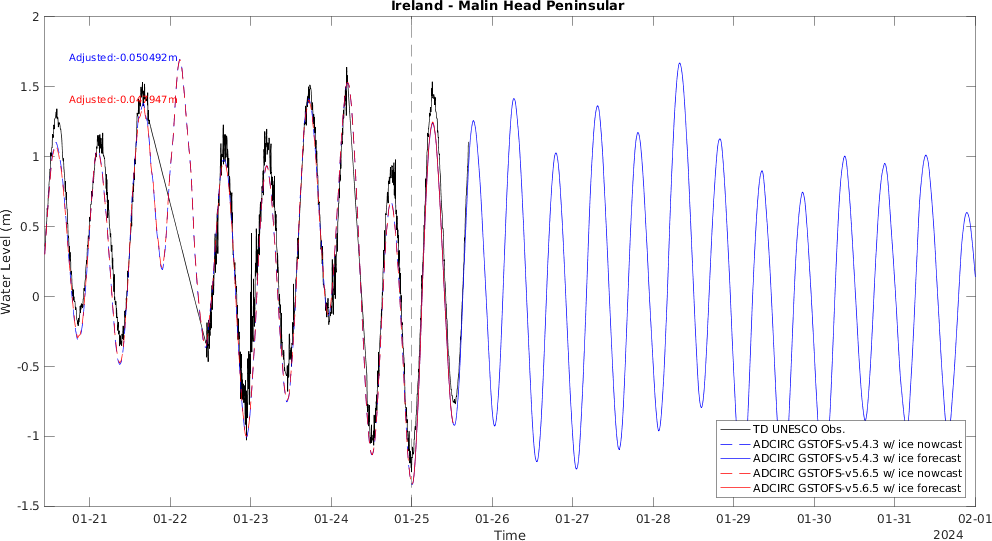 Ireland - Malin Head Peninsular
2
1.5
1
0.5
0
-0.5
-1
-1.5
Water Level (m)
Adjusted:-0.050492m
TD UNESCO Obs.
ADCIRC GSTOFS-v5.4.3 w/ ice nowcast
ADCIRC GSTOFS-v5.4.3 w/ ice forecast
ADCIRC GSTOFS-v5.6.5 w/ ice nowcast
ADCIRC GSTOFS-v5.6.5 w/ ice forecast
01-21 01-22 01-23 01-24 01-25 01-26 01-27 01-28 01-29 01-30 01-31 02-01
Time
2024